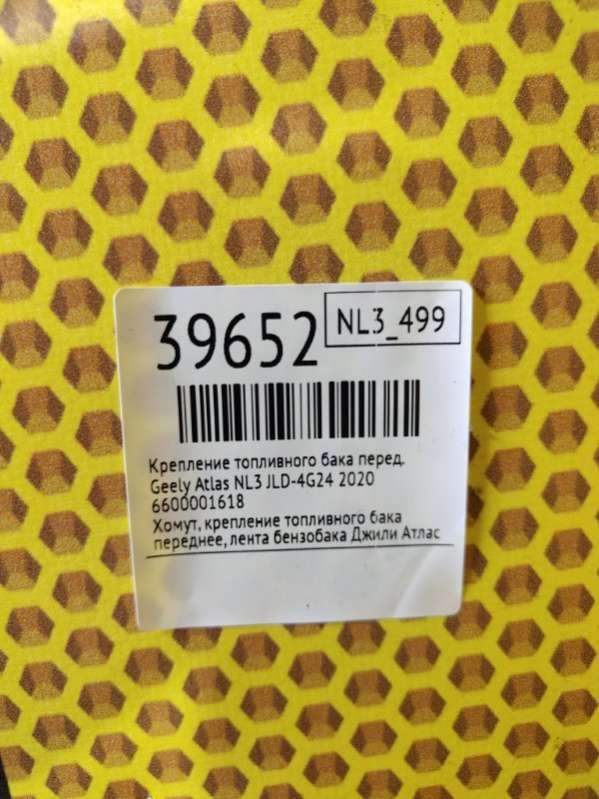 39652
NL3_499
Крепление топливного бака перед.
Geely Atlas NL3 JLD-4G24 2020
6600001618
Хомут, крепление топливного бака
переднее, лента бензобака Джили Атлас